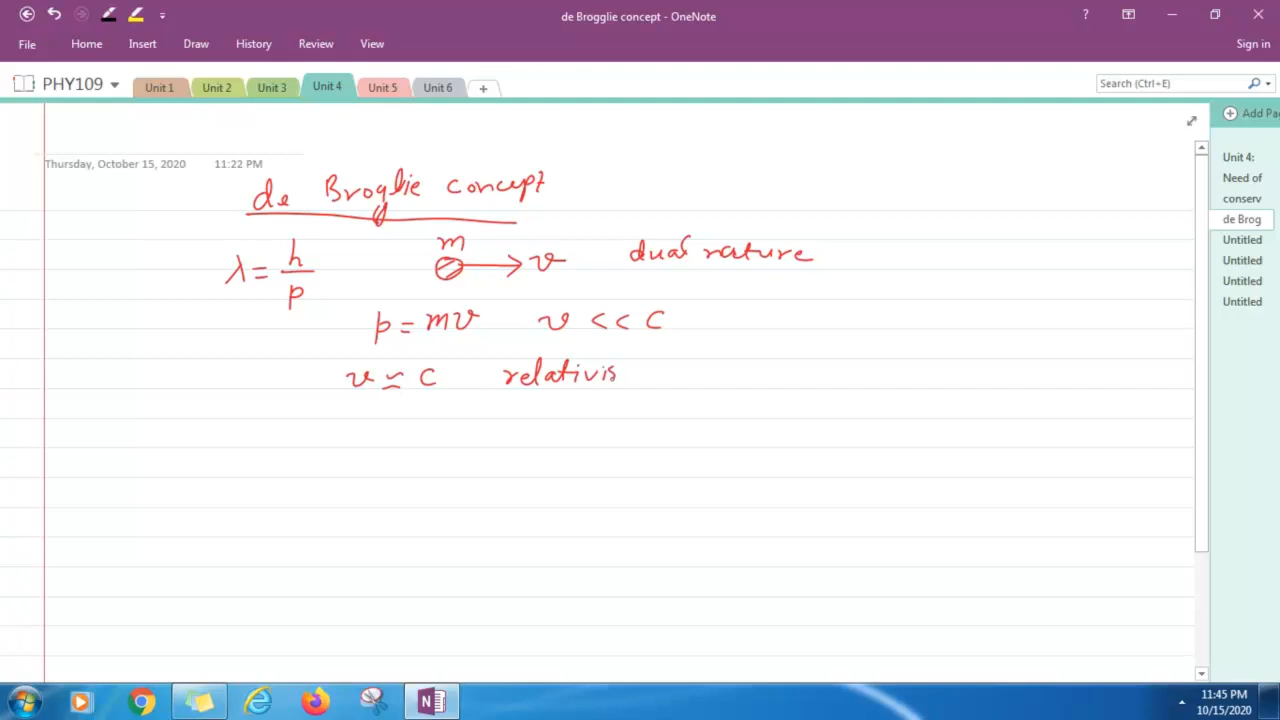 de Brogglie concept - OneNote
?
File Home Insert Draw History Review View Sign in
PHY109 Unit 1 Unit 2 Unit 3 Unit 4 Unit 5 Unit 6 + Search (Ctrl+E)
Add Pa
Thursday, October 15, 2020 11:22 PM
Unit 4:
Need of
conserv
de Brog
Untitled
Untitled
Untitled
Untitled
de Broglie concept
λ = h/p m v dual nature
p = mv v << c
v ≃ c relativis
N
11:45 PM
10/15/2020